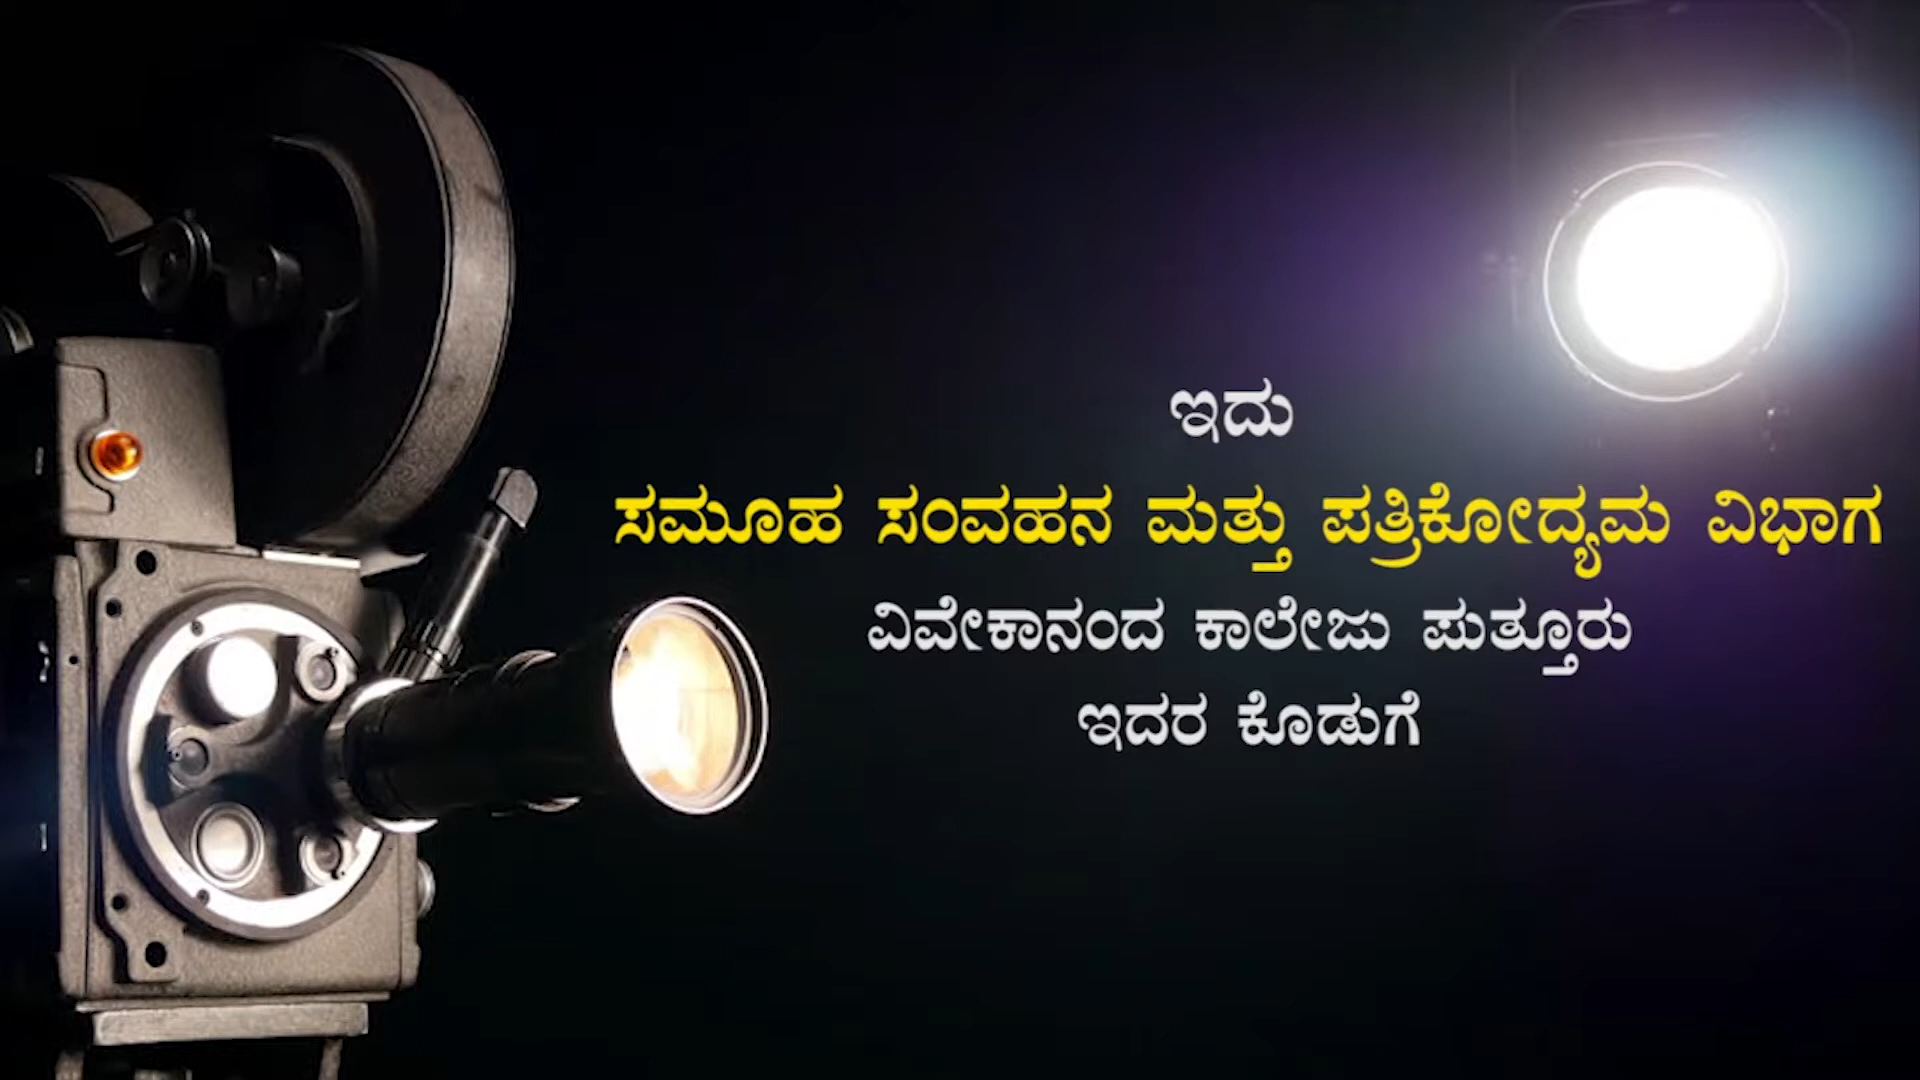 ಇದು
ಸಮೂಹ ಸಂವಹನ ಮತ್ತು ಪತ್ರಿಕೋದ್ಯಮ ವಿಭಾಗ
ವಿವೇಕಾನಂದ ಕಾಲೇಜು ಪುತ್ತೂರು
ಇದರ ಕೊಡುಗೆ